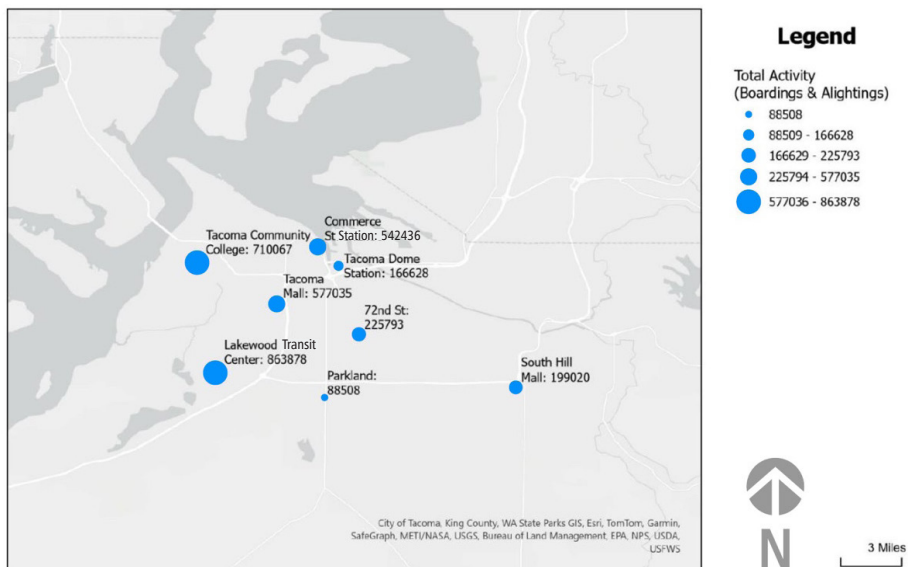 Legend
Total Activity
(Boardings & Alightings)
88508
88509 - 166628
166629 - 225793
225794 - 577035
577036 - 863878
Commerce
St Station: 542436
Tacoma Community
College: 710067
Tacoma Dome
Station: 166628
Tacoma
Mall: 577035
72nd St:
225793
Lakewood Transit
Center: 863878
Parkland:
88508
South Hill
Mall: 199020
City of Tacoma, King County, WA State Parks GIS, Esri, TomTom, Garmin,
SafeGraph, METI/NASA, USGS, Bureau of Land Management, EPA, NPS, USDA,
USFWS
N
3 Miles